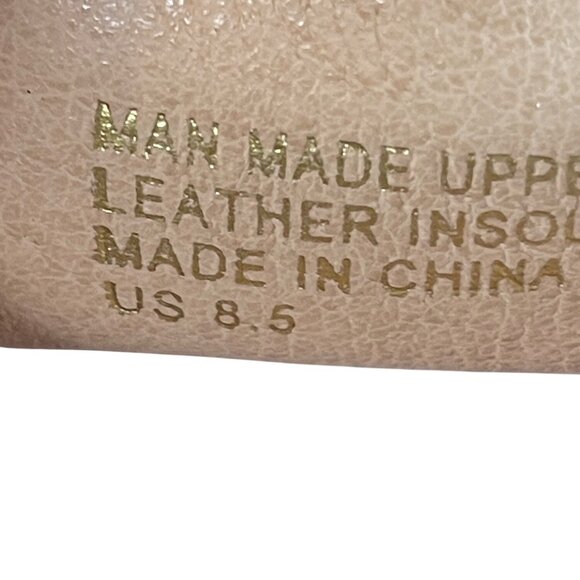 MAN MADE UPPE
LEATHER INSOL
MADE IN CHINA
US 8.5